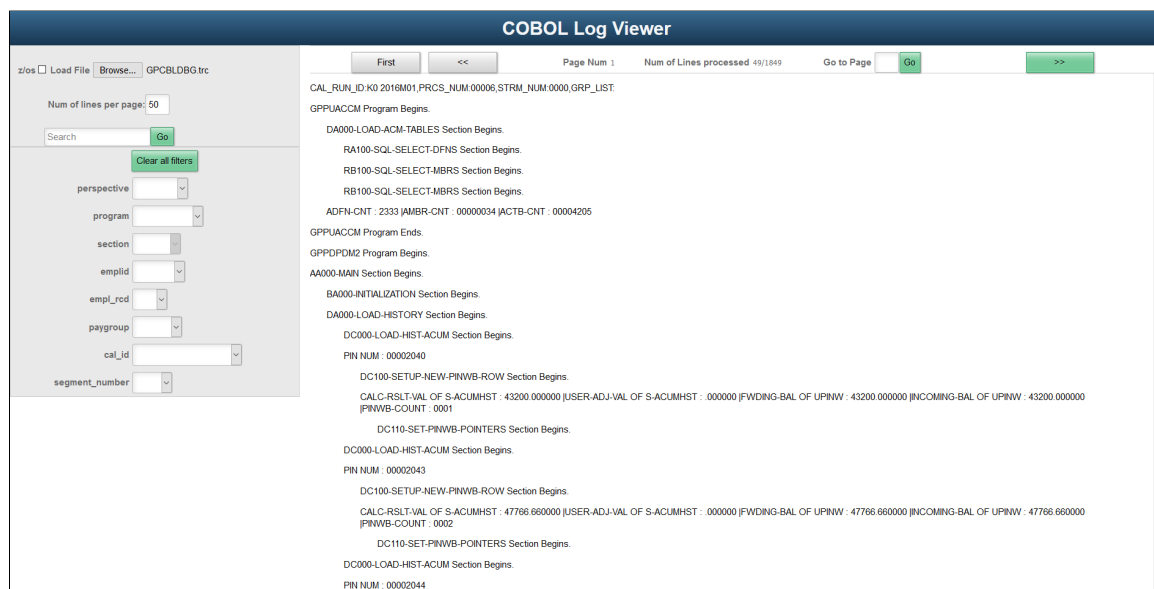 COBOL Log Viewer
z/os Load File Browse... GPCBLDBG.trc
Num of lines per page: 50
Search Go
Clear all filters
perspective
program
section
emplid
empl_rcd
paygroup
cal_id
segment_number
First << Page Num 1 Num of Lines processed 49/1849 Go to Page Go >>
CAL_RUN_ID:K0 2016M01,PRCS_NUM:00006,STRM_NUM:0000,GRP_LIST:
GPPUACCM Program Begins.
DA000-LOAD-ACM-TABLES Section Begins.
RA100-SQL-SELECT-DFNS Section Begins.
RB100-SQL-SELECT-MBRS Section Begins.
RB100-SQL-SELECT-MBRS Section Begins.
ADFN-CNT : 2333 |AMBR-CNT : 00000034 |ACTB-CNT : 00004205
GPPUACCM Program Ends.
GPPDPDM2 Program Begins.
AA000-MAIN Section Begins.
BA000-INITIALIZATION Section Begins.
DA000-LOAD-HISTORY Section Begins.
DC000-LOAD-HIST-ACUM Section Begins.
PIN NUM : 00002040
DC100-SETUP-NEW-PINWB-ROW Section Begins.
CALC-RSLT-VAL OF S-ACUMHST : 43200.000000 |USER-ADJ-VAL OF S-ACUMHST : .000000 |FWDING-BAL OF UPINW : 43200.000000 |INCOMING-BAL OF UPINW : 43200.000000
|PINWB-COUNT : 0001
DC110-SET-PINWB-POINTERS Section Begins.
DC000-LOAD-HIST-ACUM Section Begins.
PIN NUM : 00002043
DC100-SETUP-NEW-PINWB-ROW Section Begins.
CALC-RSLT-VAL OF S-ACUMHST : 47766.660000 |USER-ADJ-VAL OF S-ACUMHST : .000000 |FWDING-BAL OF UPINW : 47766.660000 |INCOMING-BAL OF UPINW : 47766.660000
|PINWB-COUNT : 0002
DC110-SET-PINWB-POINTERS Section Begins.
DC000-LOAD-HIST-ACUM Section Begins.
PIN NUM : 00002044